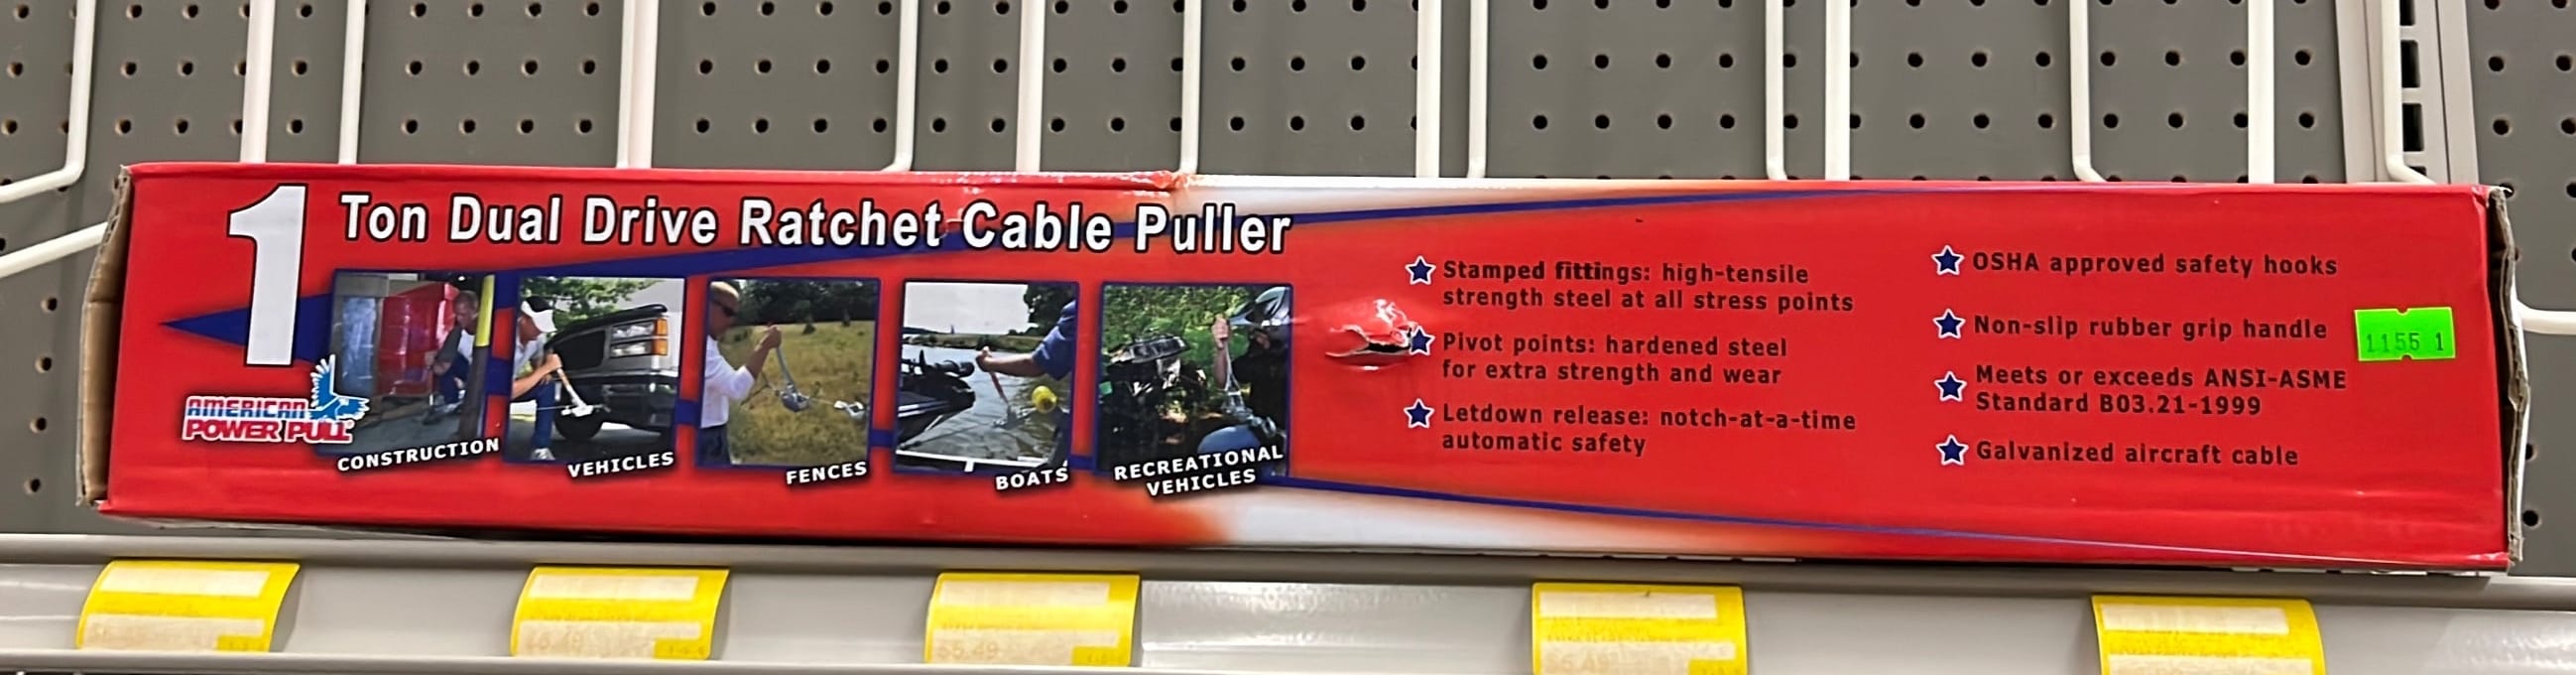 1 Ton Dual Drive Ratchet Cable Puller
AMERICAN
POWER PULL
CONSTRUCTION
VEHICLES
FENCES
BOATS
RECREATIONAL
VEHICLES
Stamped fittings: high-tensile
strength steel at all stress points
Pivot points: hardened steel
for extra strength and wear
Letdown release: notch-at-a-time
automatic safety
OSHA approved safety hooks
Non-slip rubber grip handle
Meets or exceeds ANSI-ASME
Standard B03.21-1999
Galvanized aircraft cable
1155 1